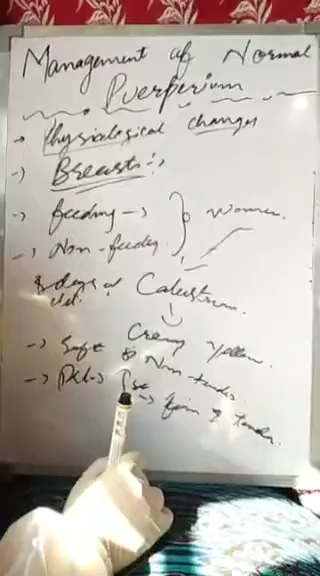 Management of Normal
Puerperium
→ Physiological changes
→ Breasts :→
→ feeding →
Women.
→ Non-feeding
3 days of
Colustrum.
Creamy Yellow.
→ Soft & Non-tender
→ firm & tender.